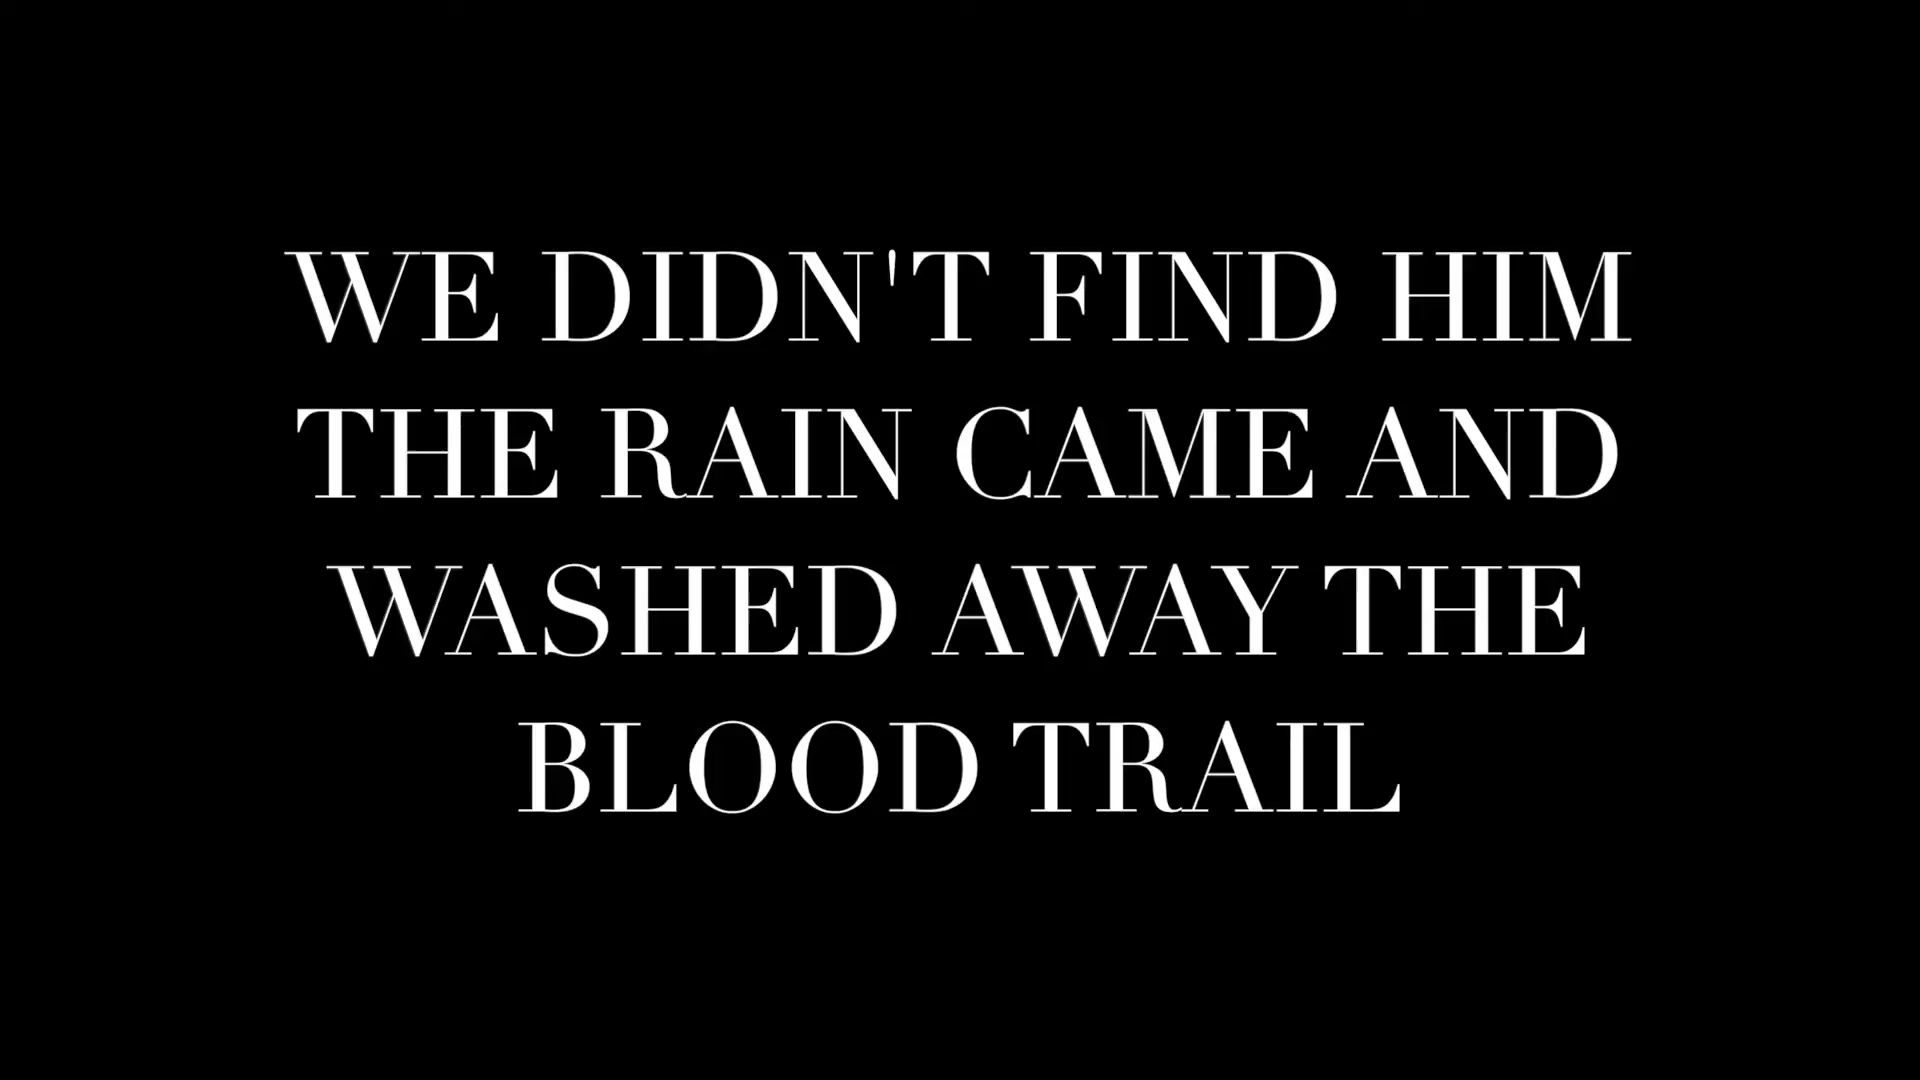 WE DIDN'T FIND HIM
THE RAIN CAME AND
WASHED AWAY THE
BLOOD TRAIL